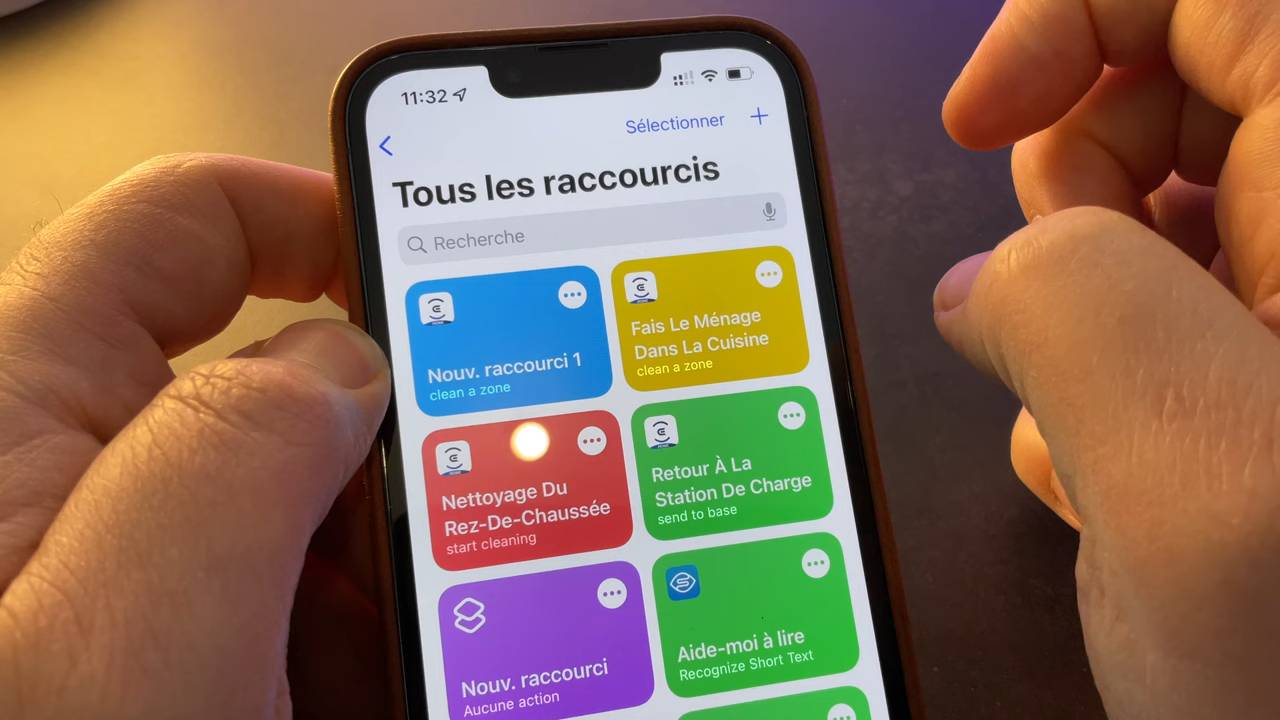 11:32
Sélectionner
Tous les raccourcis
Recherche
Nouv. raccourci 1
clean a zone
Fais Le Ménage
Dans La Cuisine
clean a zone
Nettoyage Du
Rez-De-Chaussée
start cleaning
Retour À La
Station De Charge
send to base
Nouv. raccourci
Aucune action
Aide-moi à lire
Recognize Short Text